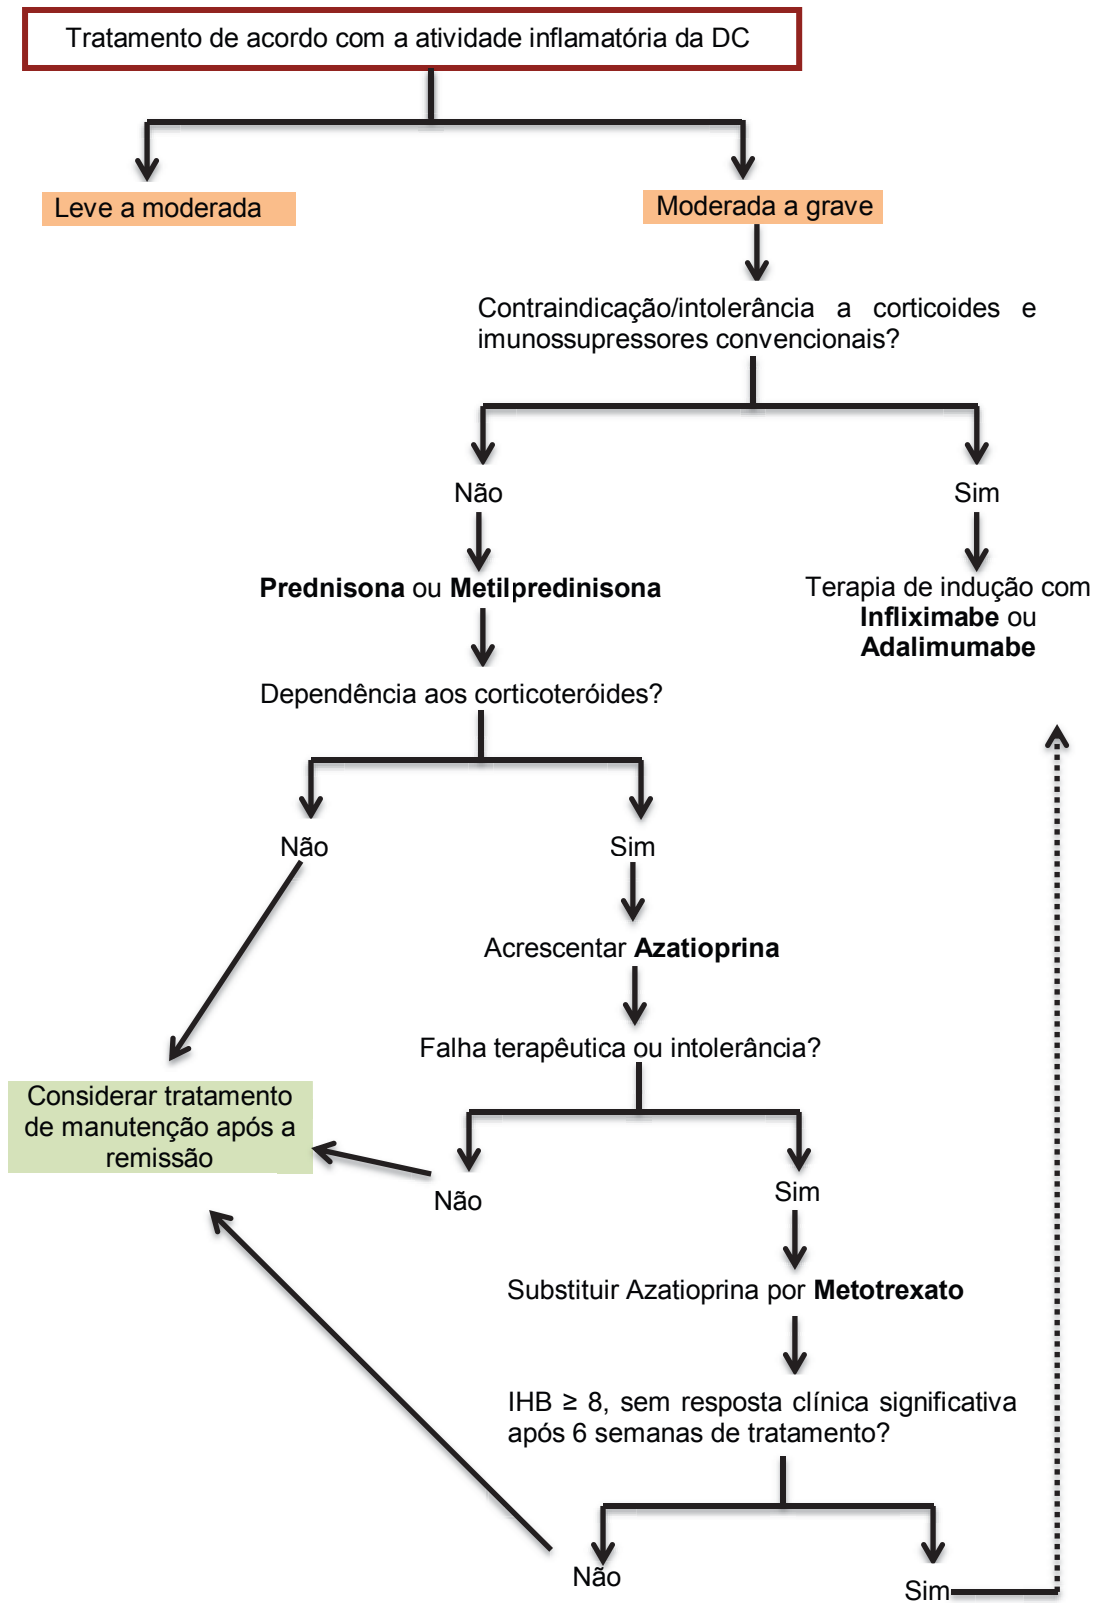 Tratamento de acordo com a atividade inflamatória da DC
Leve a moderada
Moderada a grave
Contraindicação/intolerância a corticoides e
imunossupressores convencionais?
Não
Sim
Prednisona ou Metilpredinisona
Terapia de indução com
Infliximabe ou
Adalimumabe
Dependência aos corticoteróides?
Não
Sim
Acrescentar Azatioprina
Falha terapêutica ou intolerância?
Considerar tratamento
de manutenção após a
remissão
Não
Sim
Substituir Azatioprina por Metotrexato
IHB ≥ 8, sem resposta clínica significativa
após 6 semanas de tratamento?
Não
Sim